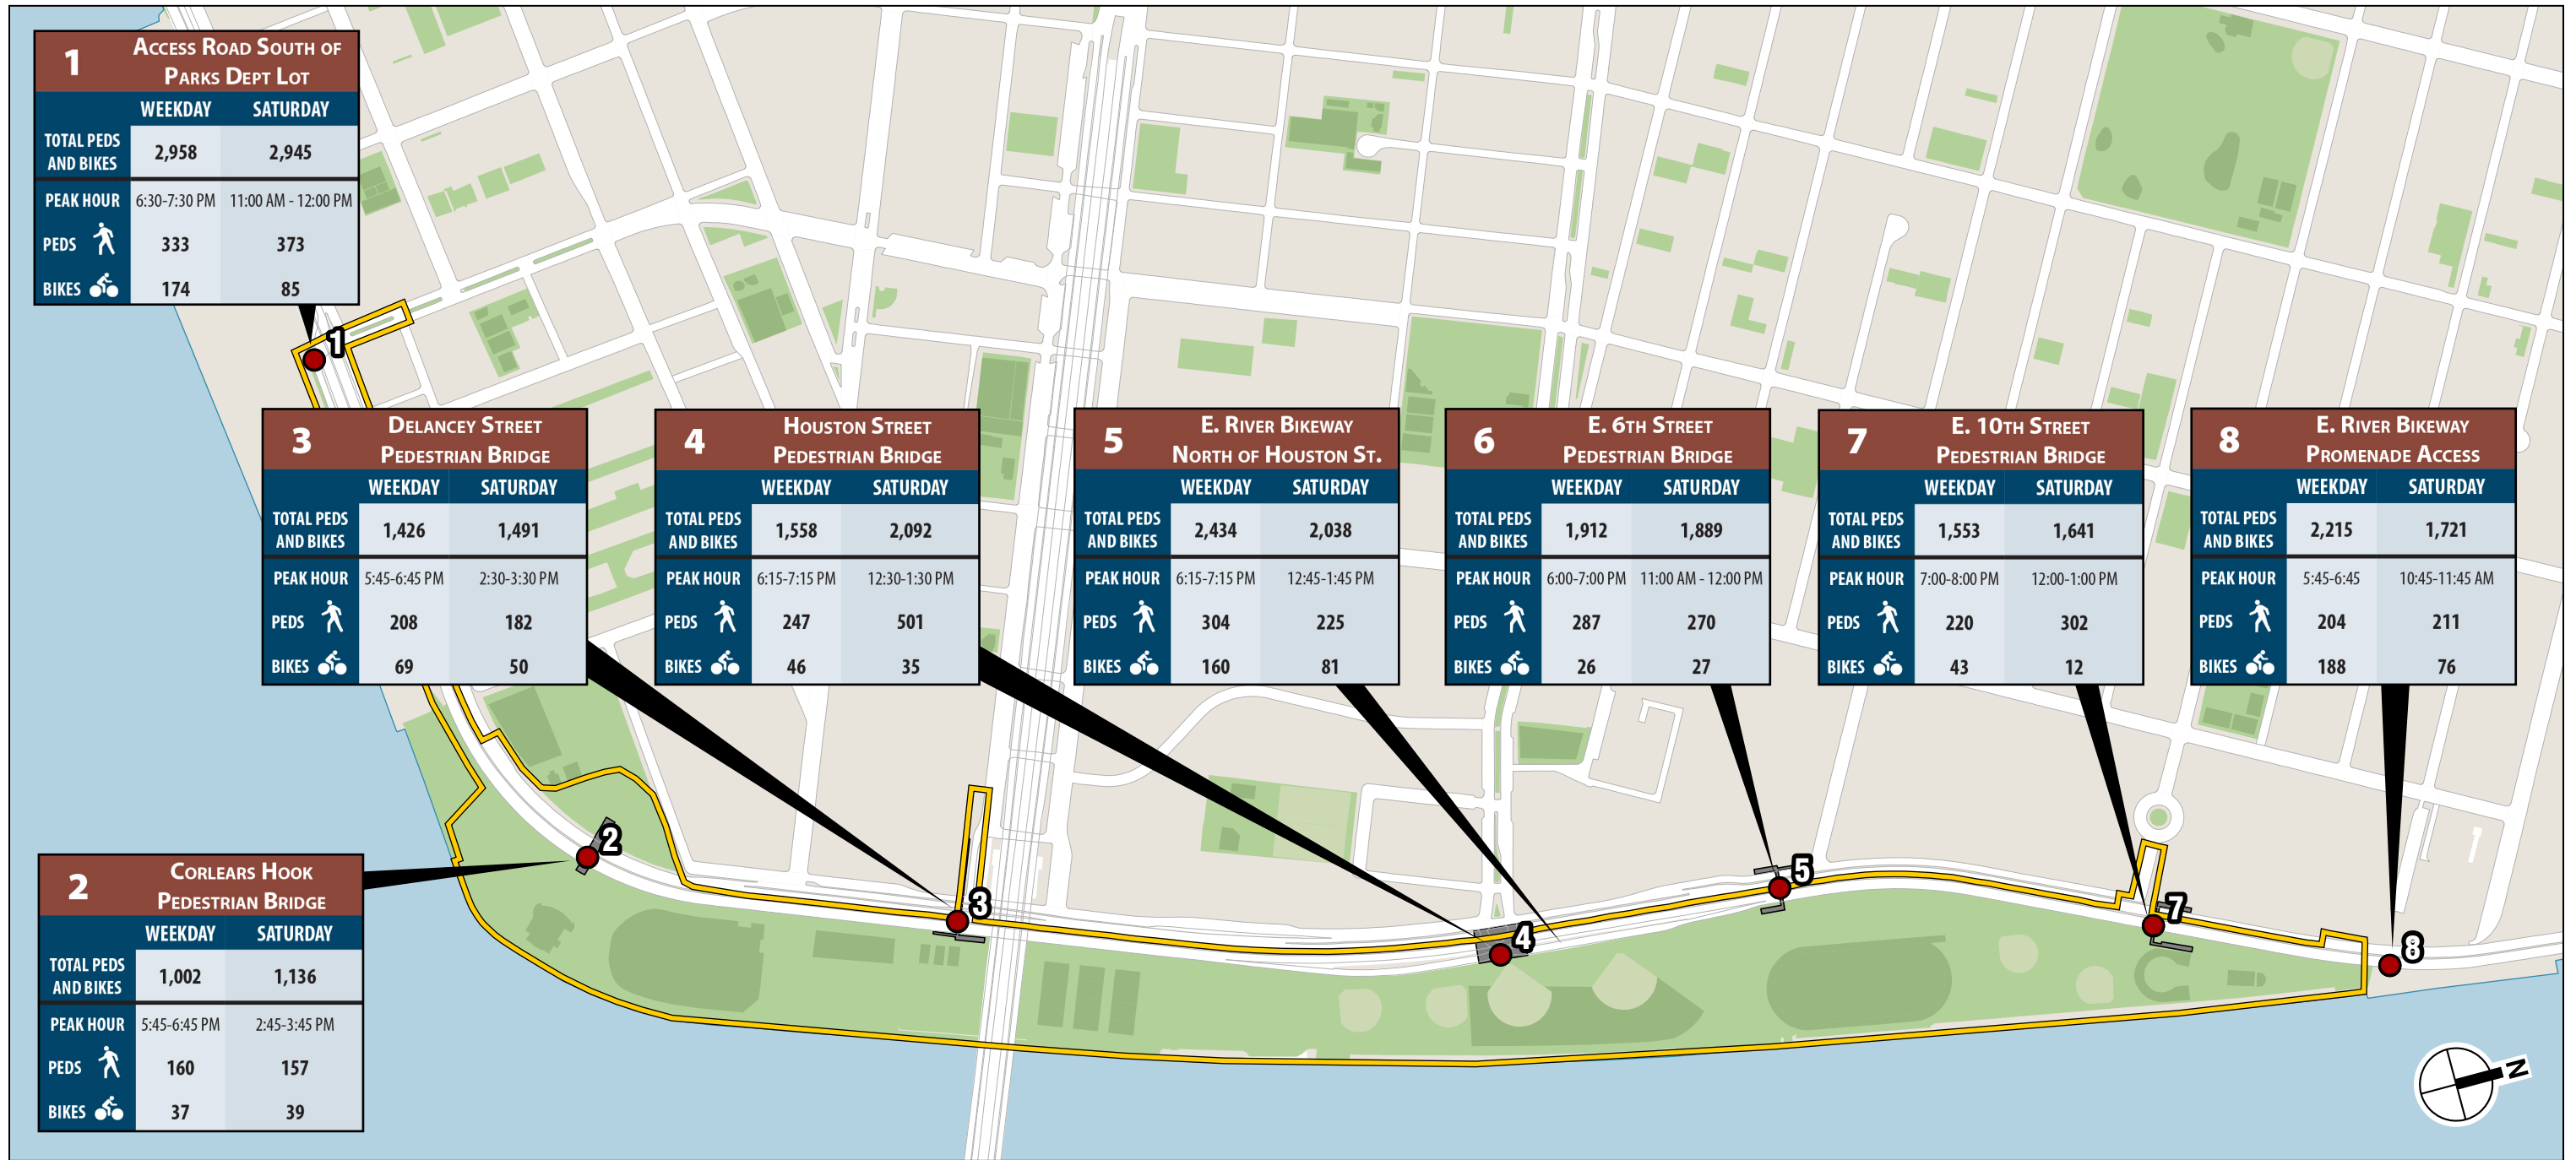 1
Access Road South of
Parks Dept Lot
WEEKDAY SATURDAY
TOTAL PEDS
AND BIKES
2,958 2,945
PEAK HOUR 6:30-7:30 PM 11:00 AM - 12:00 PM
PEDS 333 373
BIKES 174 85
1
3
Delancey Street
Pedestrian Bridge
WEEKDAY SATURDAY
TOTAL PEDS
AND BIKES
1,426 1,491
PEAK HOUR 5:45-6:45 PM 2:30-3:30 PM
PEDS 208 182
BIKES 69 50
4
Houston Street
Pedestrian Bridge
WEEKDAY SATURDAY
TOTAL PEDS
AND BIKES
1,558 2,092
PEAK HOUR 6:15-7:15 PM 12:30-1:30 PM
PEDS 247 501
BIKES 46 35
5
E. River Bikeway
North of Houston St.
WEEKDAY SATURDAY
TOTAL PEDS
AND BIKES
2,434 2,038
PEAK HOUR 6:15-7:15 PM 12:45-1:45 PM
PEDS 304 225
BIKES 160 81
6
E. 6th Street
Pedestrian Bridge
WEEKDAY SATURDAY
TOTAL PEDS
AND BIKES
1,912 1,889
PEAK HOUR 6:00-7:00 PM 11:00 AM - 12:00 PM
PEDS 287 270
BIKES 26 27
7
E. 10th Street
Pedestrian Bridge
WEEKDAY SATURDAY
TOTAL PEDS
AND BIKES
1,553 1,641
PEAK HOUR 7:00-8:00 PM 12:00-1:00 PM
PEDS 220 302
BIKES 43 12
8
E. River Bikeway
Promenade Access
WEEKDAY SATURDAY
TOTAL PEDS
AND BIKES
2,215 1,721
PEAK HOUR 5:45-6:45 10:45-11:45 AM
PEDS 204 211
BIKES 188 76
2
Corlears Hook
Pedestrian Bridge
WEEKDAY SATURDAY
TOTAL PEDS
AND BIKES
1,002 1,136
PEAK HOUR 5:45-6:45 PM 2:45-3:45 PM
PEDS 160 157
BIKES 37 39
2
3
4
5
7
8
N